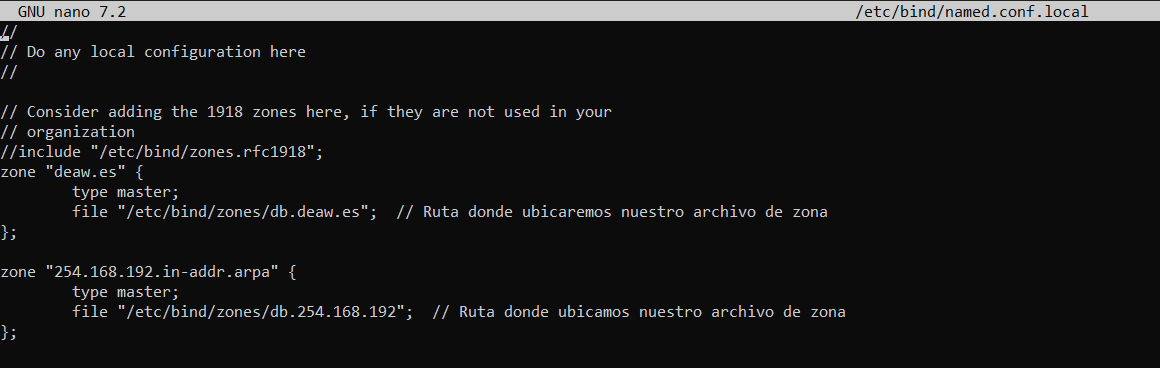 GNU nano 7.2 /etc/bind/named.conf.local
//
// Do any local configuration here
//
// Consider adding the 1918 zones here, if they are not used in your
// organization
//include "/etc/bind/zones.rfc1918";
zone "deaw.es" {
        type master;
        file "/etc/bind/zones/db.deaw.es";  // Ruta donde ubicaremos nuestro archivo de zona
};
zone "254.168.192.in-addr.arpa" {
        type master;
        file "/etc/bind/zones/db.254.168.192";  // Ruta donde ubicamos nuestro archivo de zona
};